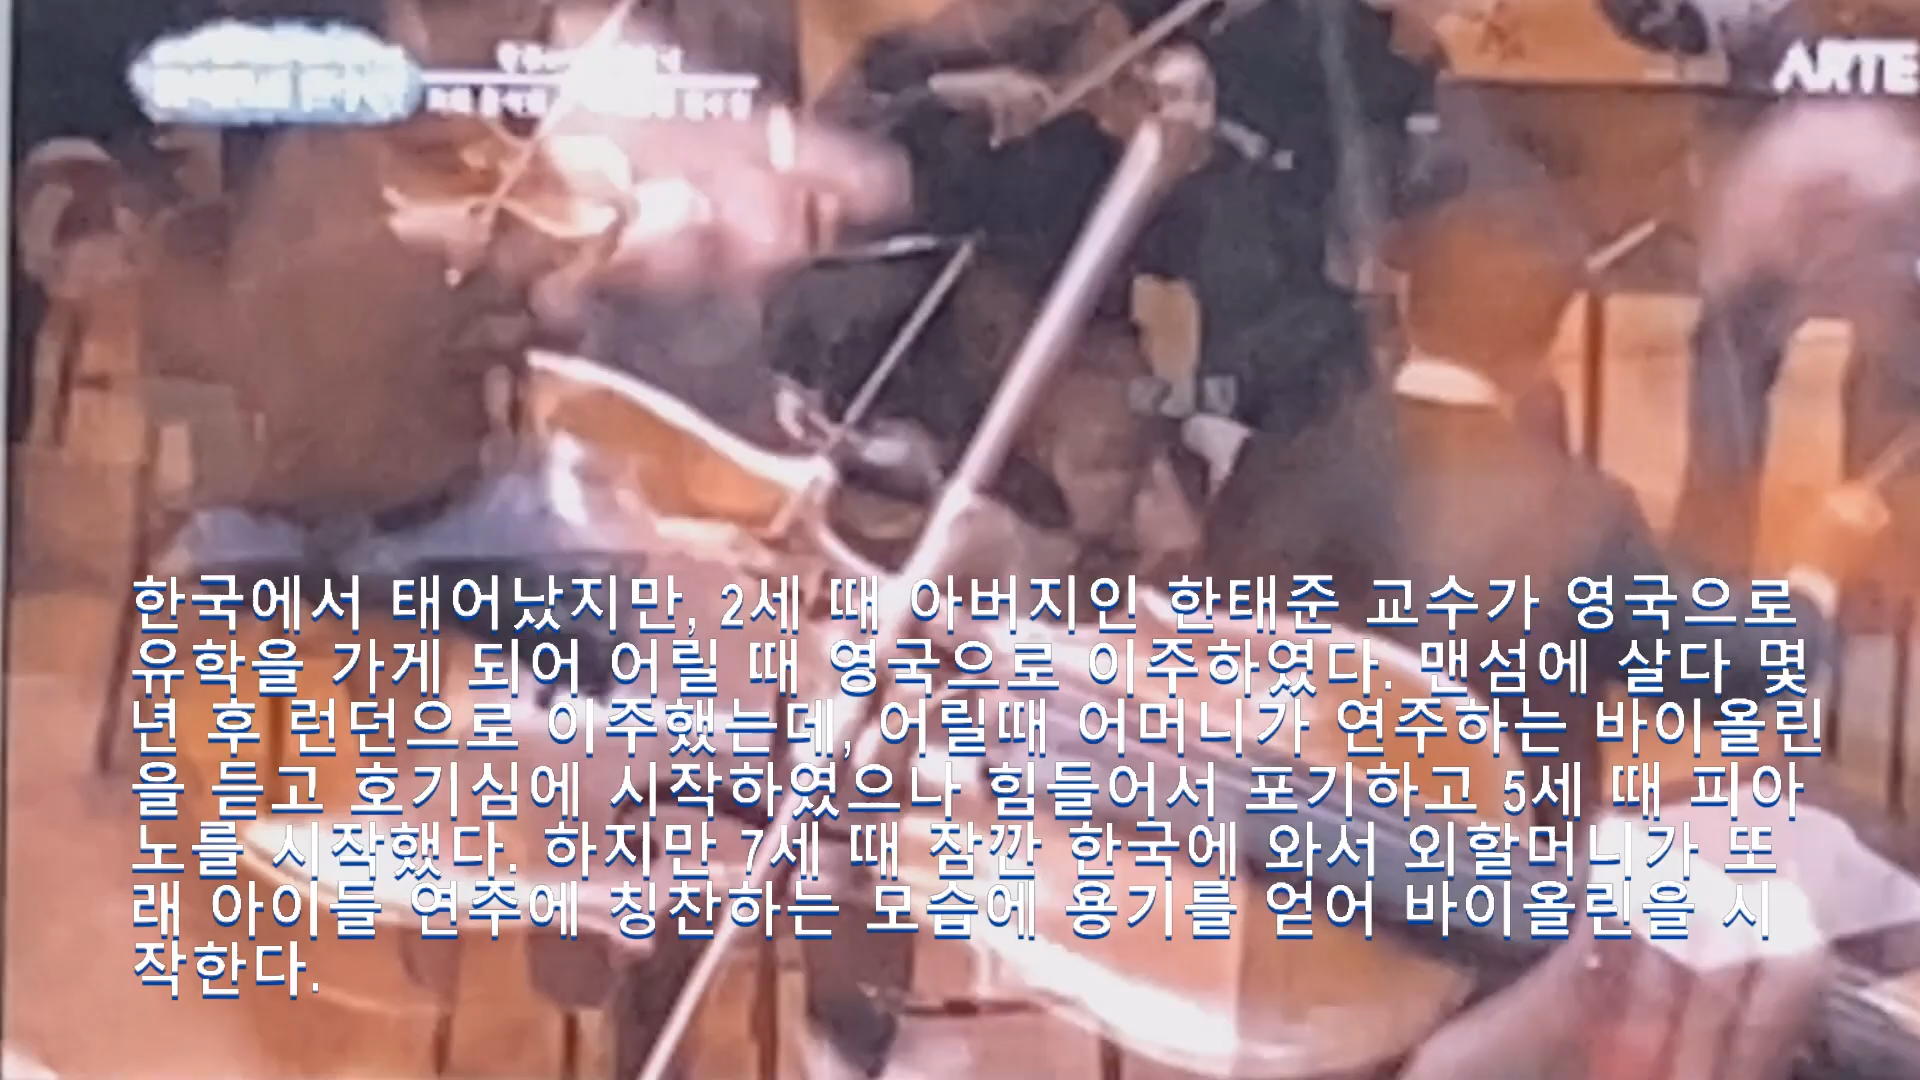 ARTE
한국에서 태어났지만, 2세 때 아버지인 한태준 교수가 영국으로
유학을 가게 되어 어릴 때 영국으로 이주하였다. 맨섬에 살다 몇
년 후 런던으로 이주했는데, 어릴때 어머니가 연주하는 바이올린
을 듣고 호기심에 시작하였으나 힘들어서 포기하고 5세 때 피아
노를 시작했다. 하지만 7세 때 잠깐 한국에 와서 외할머니가 또
래 아이들 연주에 칭찬하는 모습에 용기를 얻어 바이올린을 시
작한다.